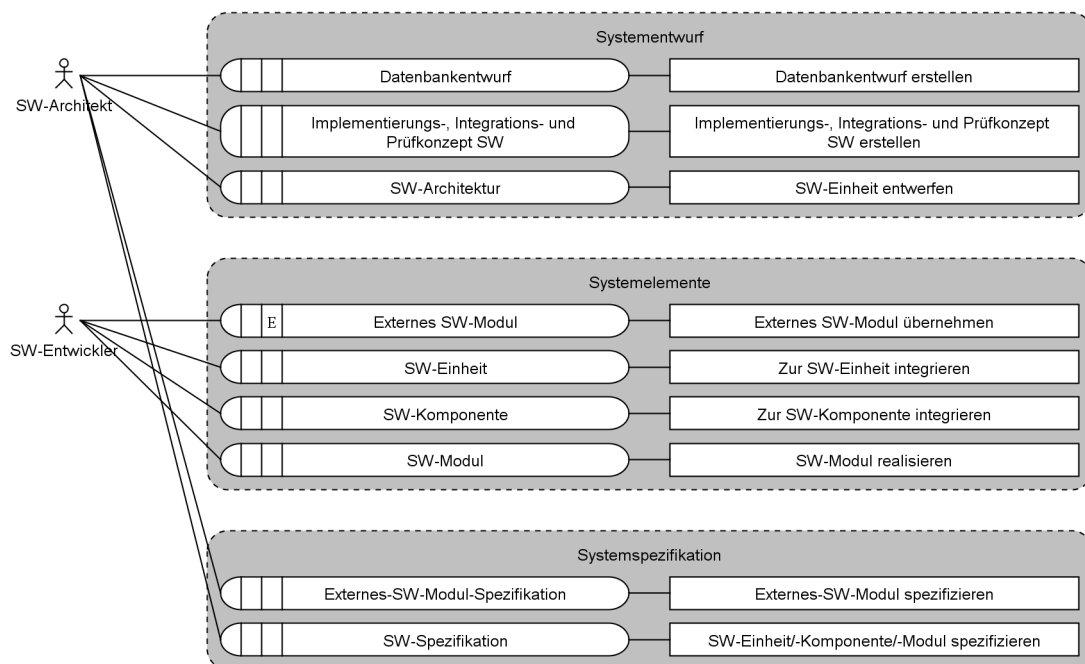 Systementwurf
SW-Architekt
Datenbankentwurf
Datenbankentwurf erstellen
Implementierungs-, Integrations- und
Prüfkonzept SW
Implementierungs-, Integrations- und Prüfkonzept
SW erstellen
SW-Architektur
SW-Einheit entwerfen
Systemelemente
SW-Entwickler
E
Externes SW-Modul
Externes SW-Modul übernehmen
SW-Einheit
Zur SW-Einheit integrieren
SW-Komponente
Zur SW-Komponente integrieren
SW-Modul
SW-Modul realisieren
Systemspezifikation
Externes-SW-Modul-Spezifikation
Externes-SW-Modul spezifizieren
SW-Spezifikation
SW-Einheit/-Komponente/-Modul spezifizieren